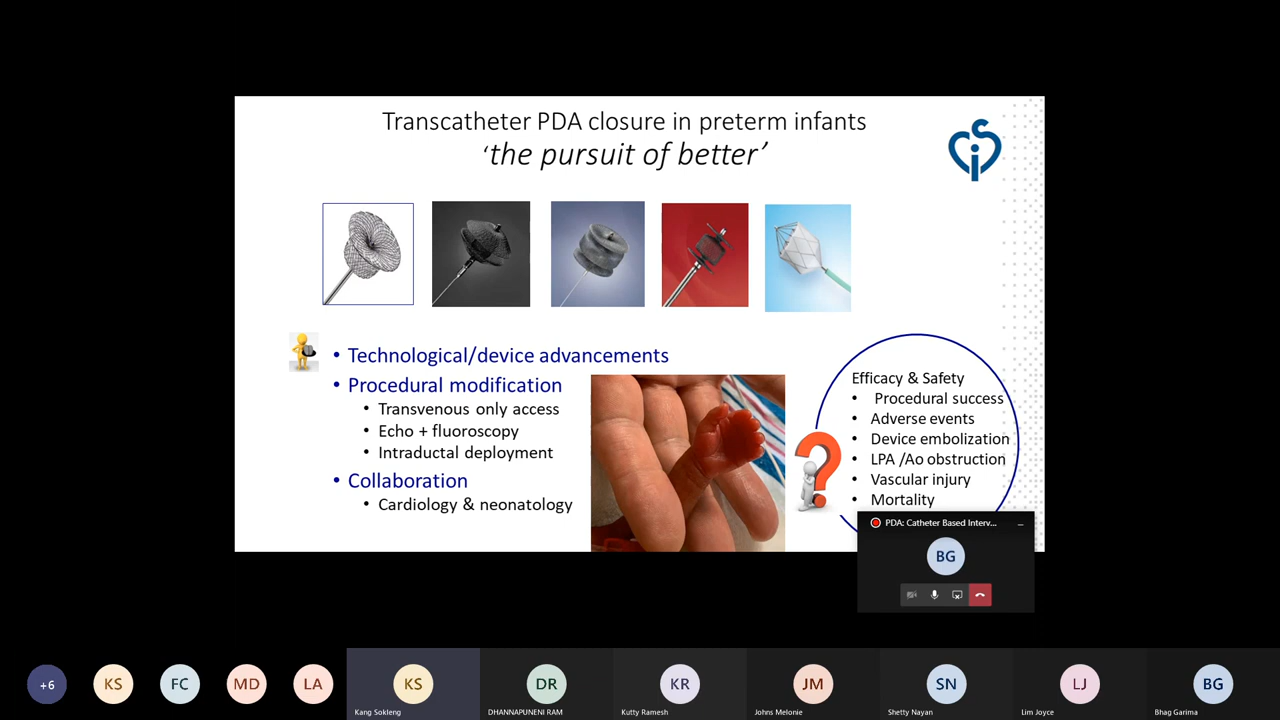 Transcatheter PDA closure in preterm infants
‘the pursuit of better’
• Technological/device advancements
• Procedural modification
• Transvenous only access
• Echo + fluoroscopy
• Intraductal deployment
• Collaboration
• Cardiology & neonatology
Efficacy & Safety
• Procedural success
• Adverse events
• Device embolization
• LPA /Ao obstruction
• Vascular injury
• Mortality
PDA: Catheter Based Interv...
BG
+6
KS
FC
MD
LA
KS
DR
KR
JM
SN
LJ
BG
Kang Sokleng
DHANNAPUNENI RAM
Kutty Ramesh
Johns Melonie
Shetty Nayan
Lim Joyce
Bhag Garima